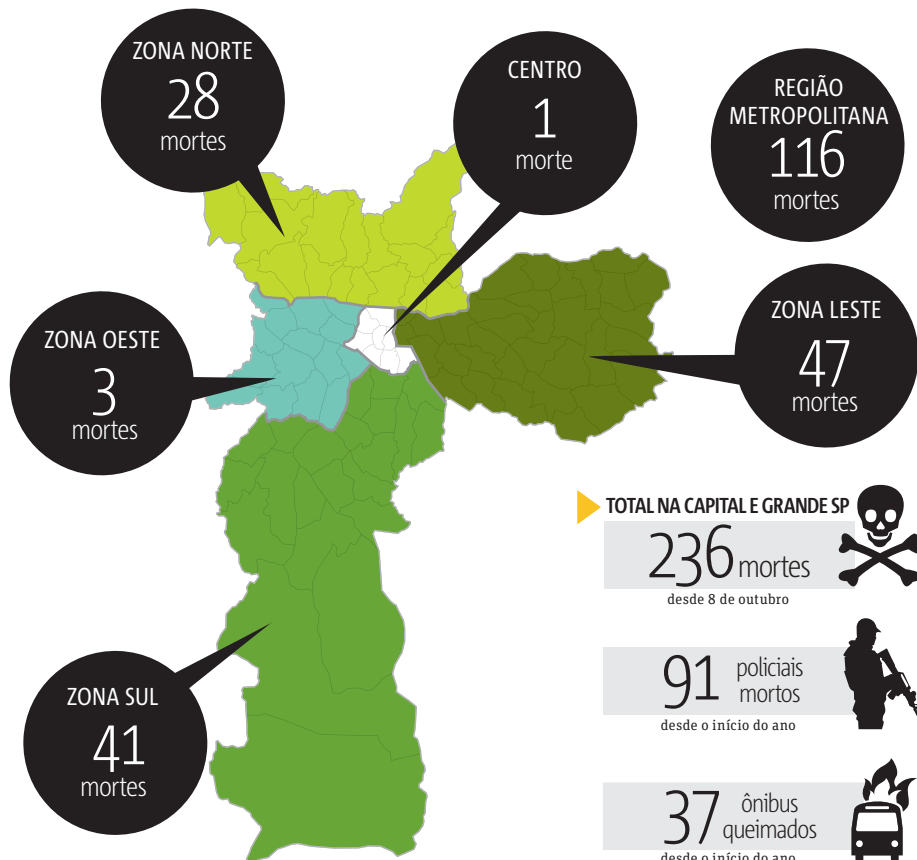 ZONA NORTE
28
mortes
CENTRO
1
morte
REGIÃO
METROPOLITANA
116
mortes
ZONA OESTE
3
mortes
ZONA LESTE
47
mortes
ZONA SUL
41
mortes
TOTAL NA CAPITAL E GRANDE SP
236 mortes
desde 8 de outubro
91 policiais
mortos
desde o início do ano
37 ônibus
queimados
desde o início do ano